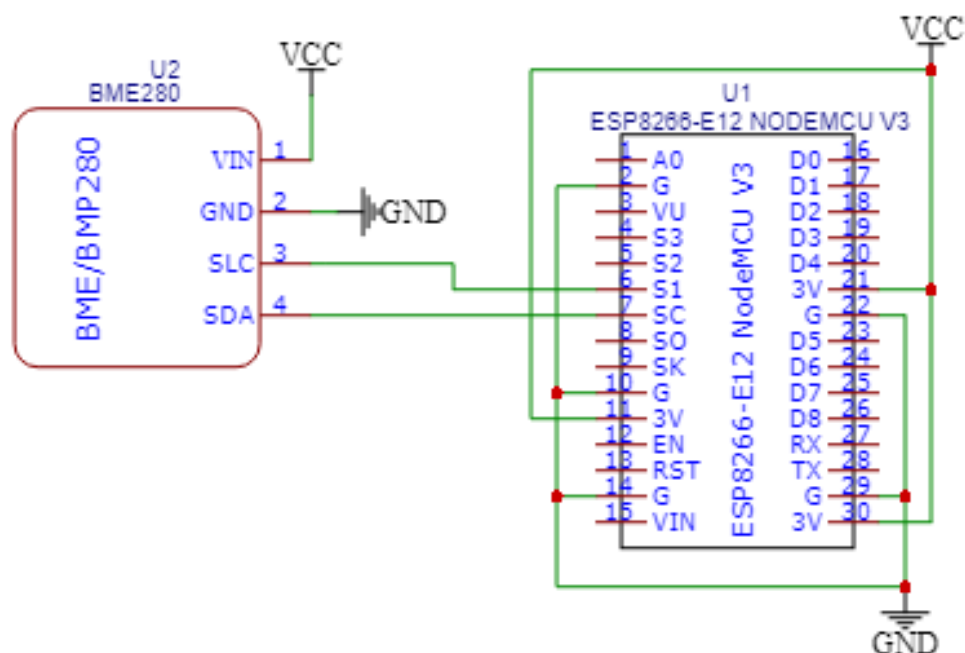 VCC
U2
BME280
BME/BMP280
VIN 1
GND 2
GND
SLC 3
SDA 4
VCC
U1
ESP8266-E12 NODEMCU V3
ESP8266-E12 NodeMCU V3
1 A0
2 G
3 VU
4 S3
5 S2
6 S1
7 SC
8 SO
9 SK
10 G
11 3V
12 EN
13 RST
14 G
15 VIN
D0 16
D1 17
D2 18
D3 19
D4 20
3V 21
G 22
D5 23
D6 24
D7 25
D8 26
RX 27
TX 28
G 29
3V 30
GND